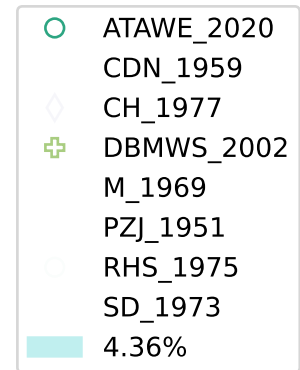 ATAWE_2020
CDN_1959
CH_1977
DBMWS_2002
M_1969
PZJ_1951
RHS_1975
SD_1973
4.36%